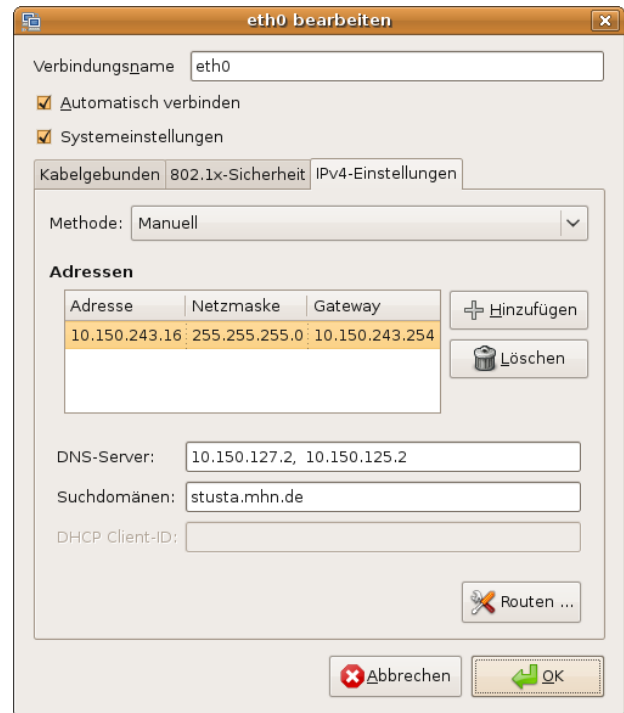 eth0 bearbeiten
Verbindungsname eth0
Automatisch verbinden
Systemeinstellungen
Kabelgebunden 802.1x-Sicherheit IPv4-Einstellungen
Methode: Manuell
Adressen
Adresse Netzmaske Gateway
10.150.243.16 255.255.255.0 10.150.243.254
Hinzufügen
Löschen
DNS-Server: 10.150.127.2, 10.150.125.2
Suchdomänen: stusta.mhn.de
DHCP Client-ID:
Routen ...
Abbrechen OK